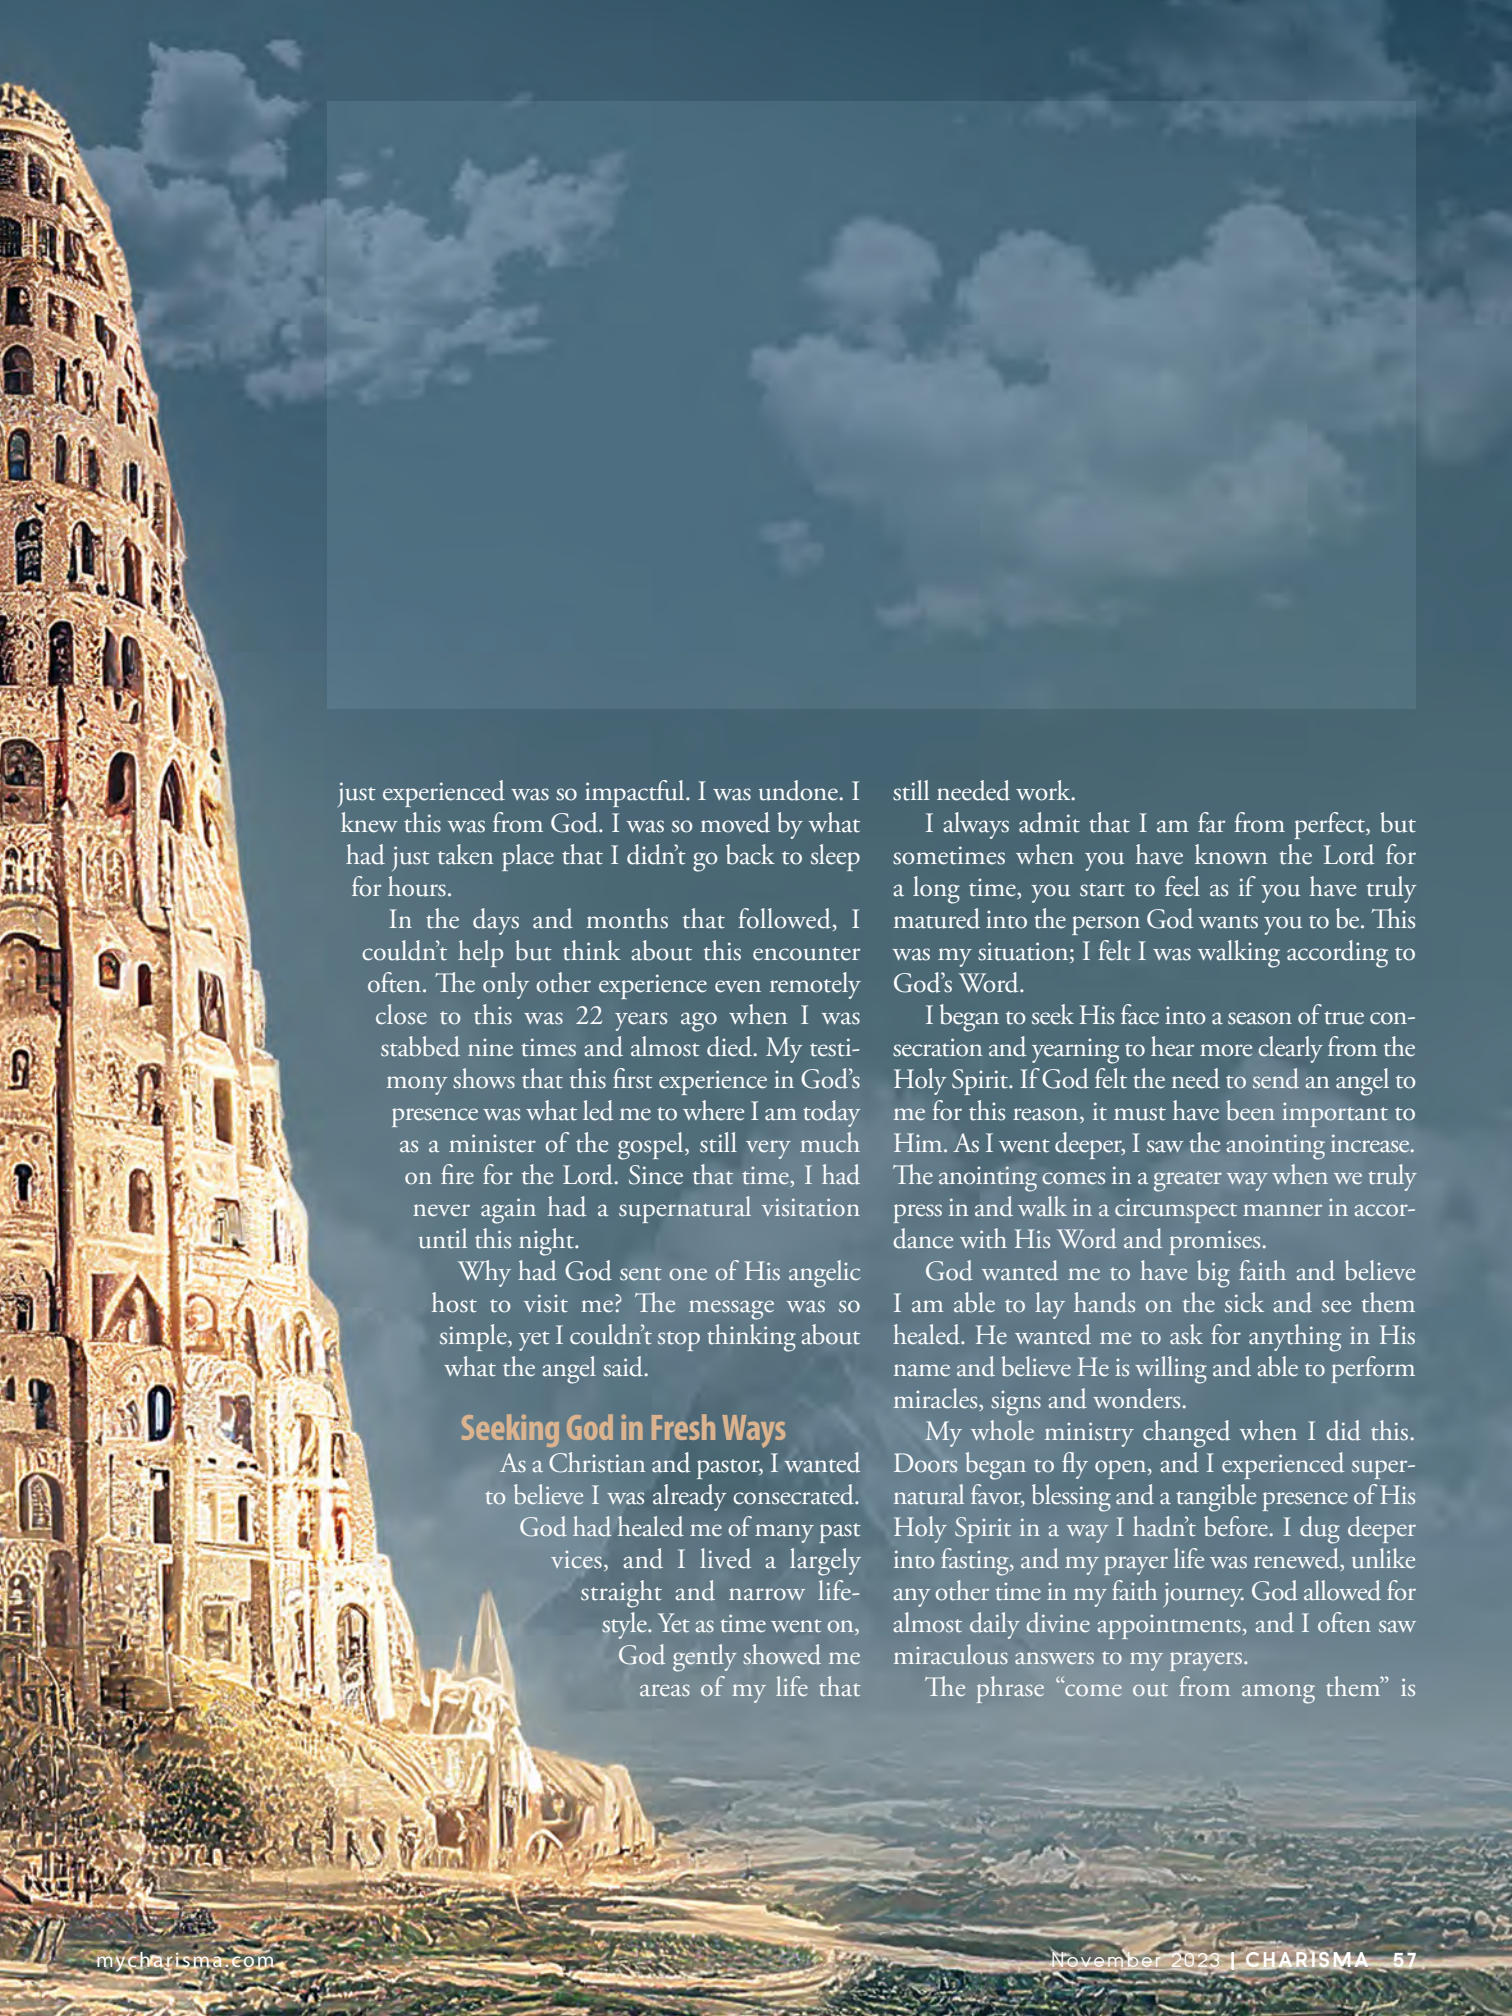 just experienced was so impactful. I was undone. I
knew this was from God. I was so moved by what
had just taken place that I didn’t go back to sleep
for hours.
In the days and months that followed, I
couldn’t help but think about this encounter
often. The only other experience even remotely
close to this was 22 years ago when I was
stabbed nine times and almost died. My testi-
mony shows that this first experience in God’s
presence was what led me to where I am today
as a minister of the gospel, still very much
on fire for the Lord. Since that time, I had
never again had a supernatural visitation
until this night.
Why had God sent one of His angelic
host to visit me? The message was so
simple, yet I couldn’t stop thinking about
what the angel said.
Seeking God in Fresh Ways
As a Christian and pastor, I wanted
to believe I was already consecrated.
God had healed me of many past
vices, and I lived a largely
straight and narrow life-
style. Yet as time went on,
God gently showed me
areas of my life that
still needed work.
I always admit that I am far from perfect, but
sometimes when you have known the Lord for
a long time, you start to feel as if you have truly
matured into the person God wants you to be. This
was my situation; I felt I was walking according to
God’s Word.
I began to seek His face into a season of true con-
secration and yearning to hear more clearly from the
Holy Spirit. If God felt the need to send an angel to
me for this reason, it must have been important to
Him. As I went deeper, I saw the anointing increase.
The anointing comes in a greater way when we truly
press in and walk in a circumspect manner in accor-
dance with His Word and promises.
God wanted me to have big faith and believe
I am able to lay hands on the sick and see them
healed. He wanted me to ask for anything in His
name and believe He is willing and able to perform
miracles, signs and wonders.
My whole ministry changed when I did this.
Doors began to fly open, and I experienced super-
natural favor, blessing and a tangible presence of His
Holy Spirit in a way I hadn’t before. I dug deeper
into fasting, and my prayer life was renewed, unlike
any other time in my faith journey. God allowed for
almost daily divine appointments, and I often saw
miraculous answers to my prayers.
The phrase “come out from among them” is
mycharisma.com
November 2023 | CHARISMA 57